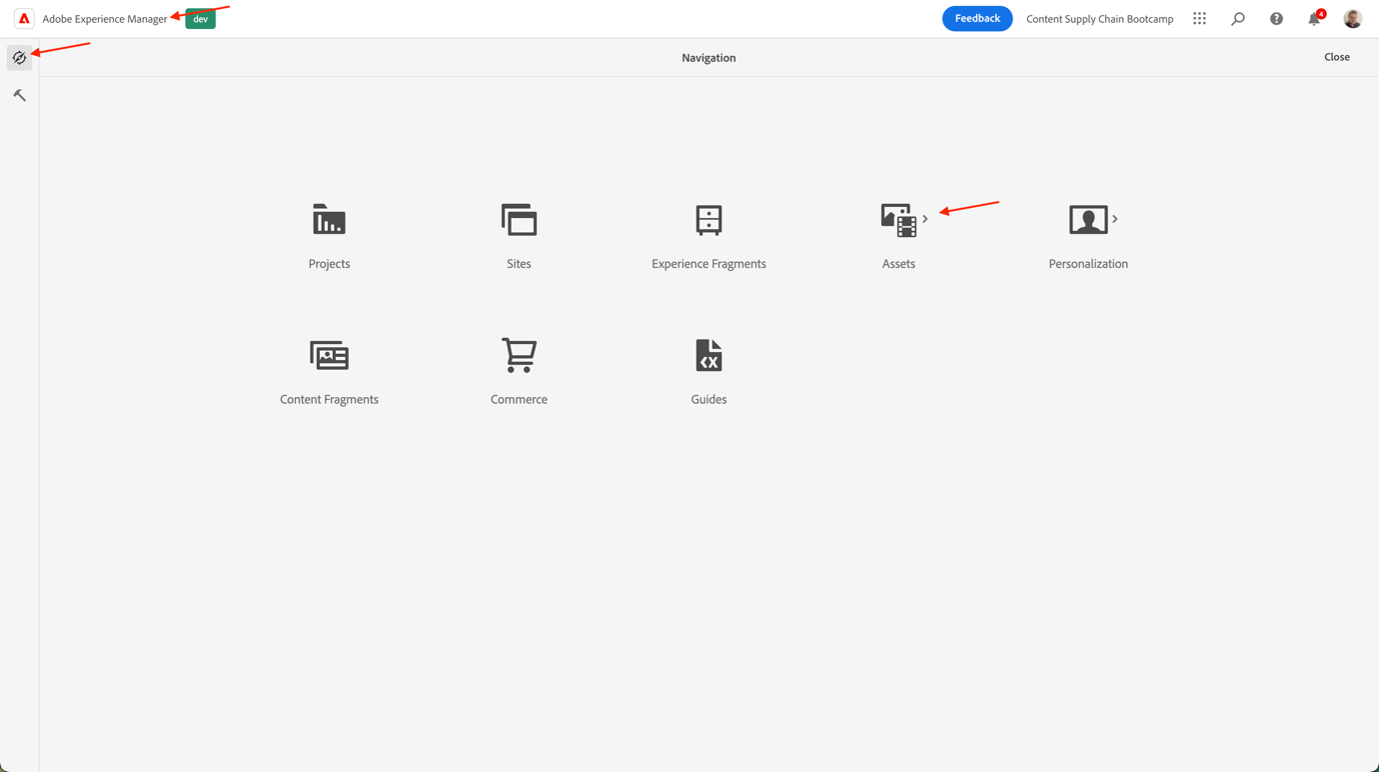 Adobe Experience Manager
dev
Feedback
Content Supply Chain Bootcamp
4
Navigation
Close
Projects
Sites
Experience Fragments
Assets
Personalization
Content Fragments
Commerce
Guides